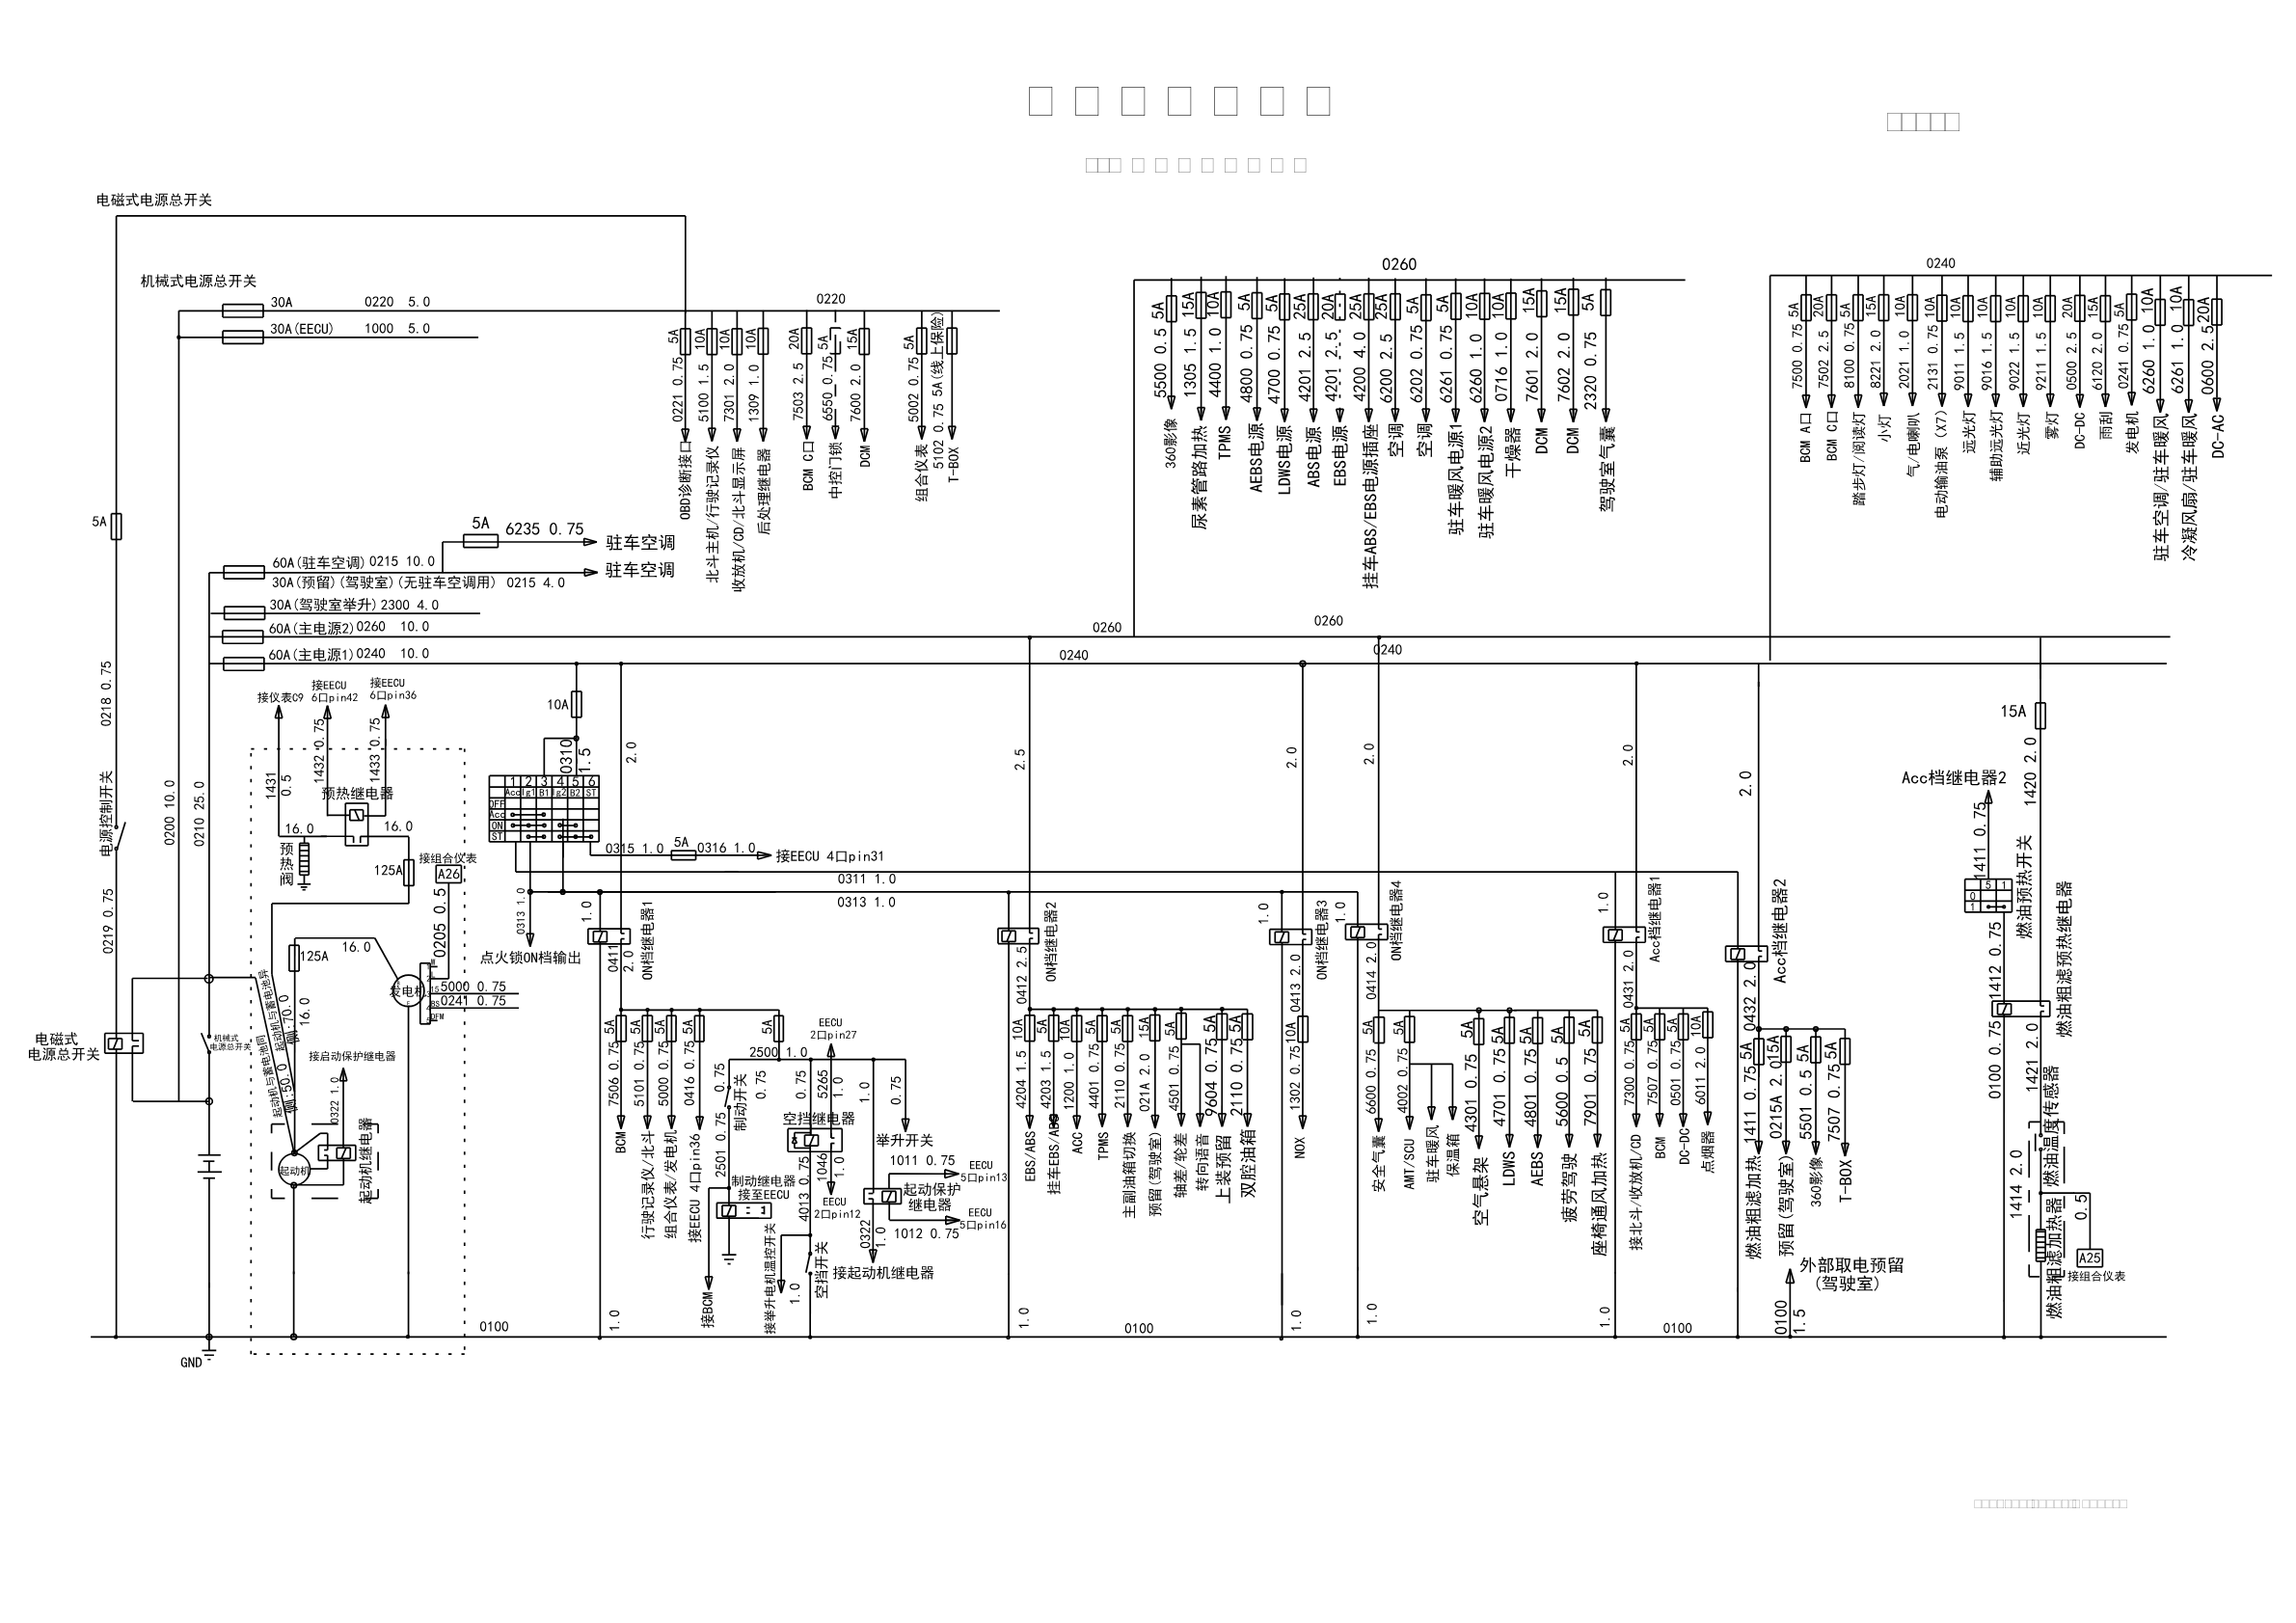 电磁式电源总开关
机械式电源总开关
30A 0220 5.0
30A(EECU) 1000 5.0
0220
5A 0221 0.75 OBD诊断接口
10A 5100 1.5 北斗主机/行驶记录仪
10A 7301 2.0 收放机/CD/北斗显示屏
10A 1309 1.0 后处理继电器
20A 7503 2.5 BCM C口
5A 6550 0.75 中控门锁
15A 7600 2.0 DCM
5A 5002 0.75 组合仪表
5A(线上保险) 5102 0.75 T-BOX
0260
5A 5500 0.5 360影像
15A 1305 1.5 尿素管路加热
10A 4400 1.0 TPMS
5A 4800 0.75 AEBS电源
5A 4700 0.75 LDWS电源
25A 4201 2.5 ABS电源
20A 4201 2.5 EBS电源
25A 4200 4.0 挂车ABS/EBS电源插座
25A 6200 2.5 空调
5A 6202 0.75 空调
5A 6261 0.75 驻车暖风电源1
10A 6260 1.0 驻车暖风电源2
10A 0716 1.0 干燥器
15A 7601 2.0 DCM
15A 7602 2.0 DCM
5A 2320 0.75 驾驶室气囊
0240
5A 7500 0.75 BCM A口
20A 7502 2.5 BCM C口
5A 8100 0.75 踏步灯/阅读灯
15A 8221 2.0 小灯
10A 2021 1.0 气/电喇叭
10A 2131 0.75 电动输油泵（X7）
10A 9011 1.5 远光灯
10A 9016 1.5 辅助远光灯
10A 9022 1.5 近光灯
10A 9211 1.5 雾灯
20A 0500 2.5 DC-DC
15A 6120 2.0 雨刮
5A 0241 0.75 发电机
10A 6260 1.0 驻车空调/驻车暖风
10A 6261 1.0 冷凝风扇/驻车暖风
20A 0600 2.5 DC-AC
5A
5A 6235 0.75 驻车空调
60A(驻车空调) 0215 10.0 驻车空调
30A(预留)(驾驶室)(无驻车空调用) 0215 4.0
30A(驾驶室举升) 2300 4.0
60A(主电源2) 0260 10.0
0260
0260
60A(主电源1) 0240 10.0
0240
0240
0218 0.75
电源控制开关
0219 0.75
0200 10.0
0210 25.0
电磁式
电源总开关
机械式
电源总开关
GND
接仪表C9
接EECU
6口pin42
接EECU
6口pin36
1431 0.5
1432 0.75
1433 0.75
预热继电器
16.0
16.0
预热阀
125A
接组合仪表
A26
0205 0.5
125A
16.0
16.0
发电机
5000 0.75
0241 0.75
15
BS
DFM
起动机与蓄电池异侧:70.0
起动机与蓄电池同侧:50.0
接启动保护继电器
0322 1.0
起动机继电器
起动机
10A
0310 1.5
1 2 3 4 5 6
Acc Ig1 B1 Ig2 B2 ST
OFF
Acc
ON
ST
0315 1.0
5A
0316 1.0
接EECU 4口pin31
0311 1.0
0313 1.0
0313 1.0
点火锁ON档输出
2.0
1.0
ON档继电器1
0411 2.0
5A 7506 0.75 BCM
5A 5101 0.75 行驶记录仪/北斗
5A 5000 0.75 组合仪表/发电机
5A 0416 0.75 接EECU 4口pin36
5A
2500 1.0
0.75
制动开关
0.75
2501 0.75
制动继电器
接至EECU
接BCM
0.75
EECU
2口pin27
5265 1.0
空挡继电器
4013 0.75
1046 1.0
EECU
2口pin12
接举升电机温控开关
1.0
空挡开关
1.0
0.75
举升开关
1011 0.75
EECU
5口pin13
起动保护
继电器
EECU
5口pin16
1012 0.75
0322 1.0
接起动机继电器
1.0
0100
2.5
ON档继电器2
0412 2.5
10A 4204 1.5 EBS/ABS
5A 4203 1.5 挂车EBS/ABS
10A 1200 1.0 ACC
5A 4401 0.75 TPMS
5A 2110 0.75 主副油箱切换
15A 021A 2.0 预留(驾驶室)
5A 4501 0.75 轴差/轮差
转向语音
5A 9604 0.75 上装预留
5A 2110 0.75 双腔油箱
1.0
0100
2.0
1.0
ON档继电器3
0413 2.0
10A 1302 0.75 NOX
1.0
2.0
1.0
ON档继电器4
0414 2.0
5A 6600 0.75 安全气囊
5A 4002 0.75 AMT/SCU
驻车暖风
保温箱
5A 4301 0.75 空气悬架
5A 4701 0.75 LDWS
5A 4801 0.75 AEBS
5A 5600 0.5 疲劳驾驶
5A 7901 0.75 座椅通风加热
1.0
2.0
1.0
Acc档继电器1
0431 2.0
5A 7300 0.75 接北斗/收放机/CD
5A 7507 0.75 BCM
5A 0501 0.75 DC-DC
10A 6011 2.0 点烟器
1.0
0100
2.0
Acc档继电器2
0432 2.0
5A 1411 0.75 燃油粗滤加热
15A 0215A 2.0 预留(驾驶室)
5A 5501 0.5 360影像
5A 7507 0.75 T-BOX
外部取电预留
(驾驶室)
0100 1.5
15A
1420 2.0
Acc档继电器2
1411 0.75
燃油预热开关
5 1
0
1
1412 0.75
燃油粗滤预热继电器
0100 0.75
1421 2.0
燃油温度传感器
1414 2.0
燃油粗滤加热器
0.5
A25
接组合仪表